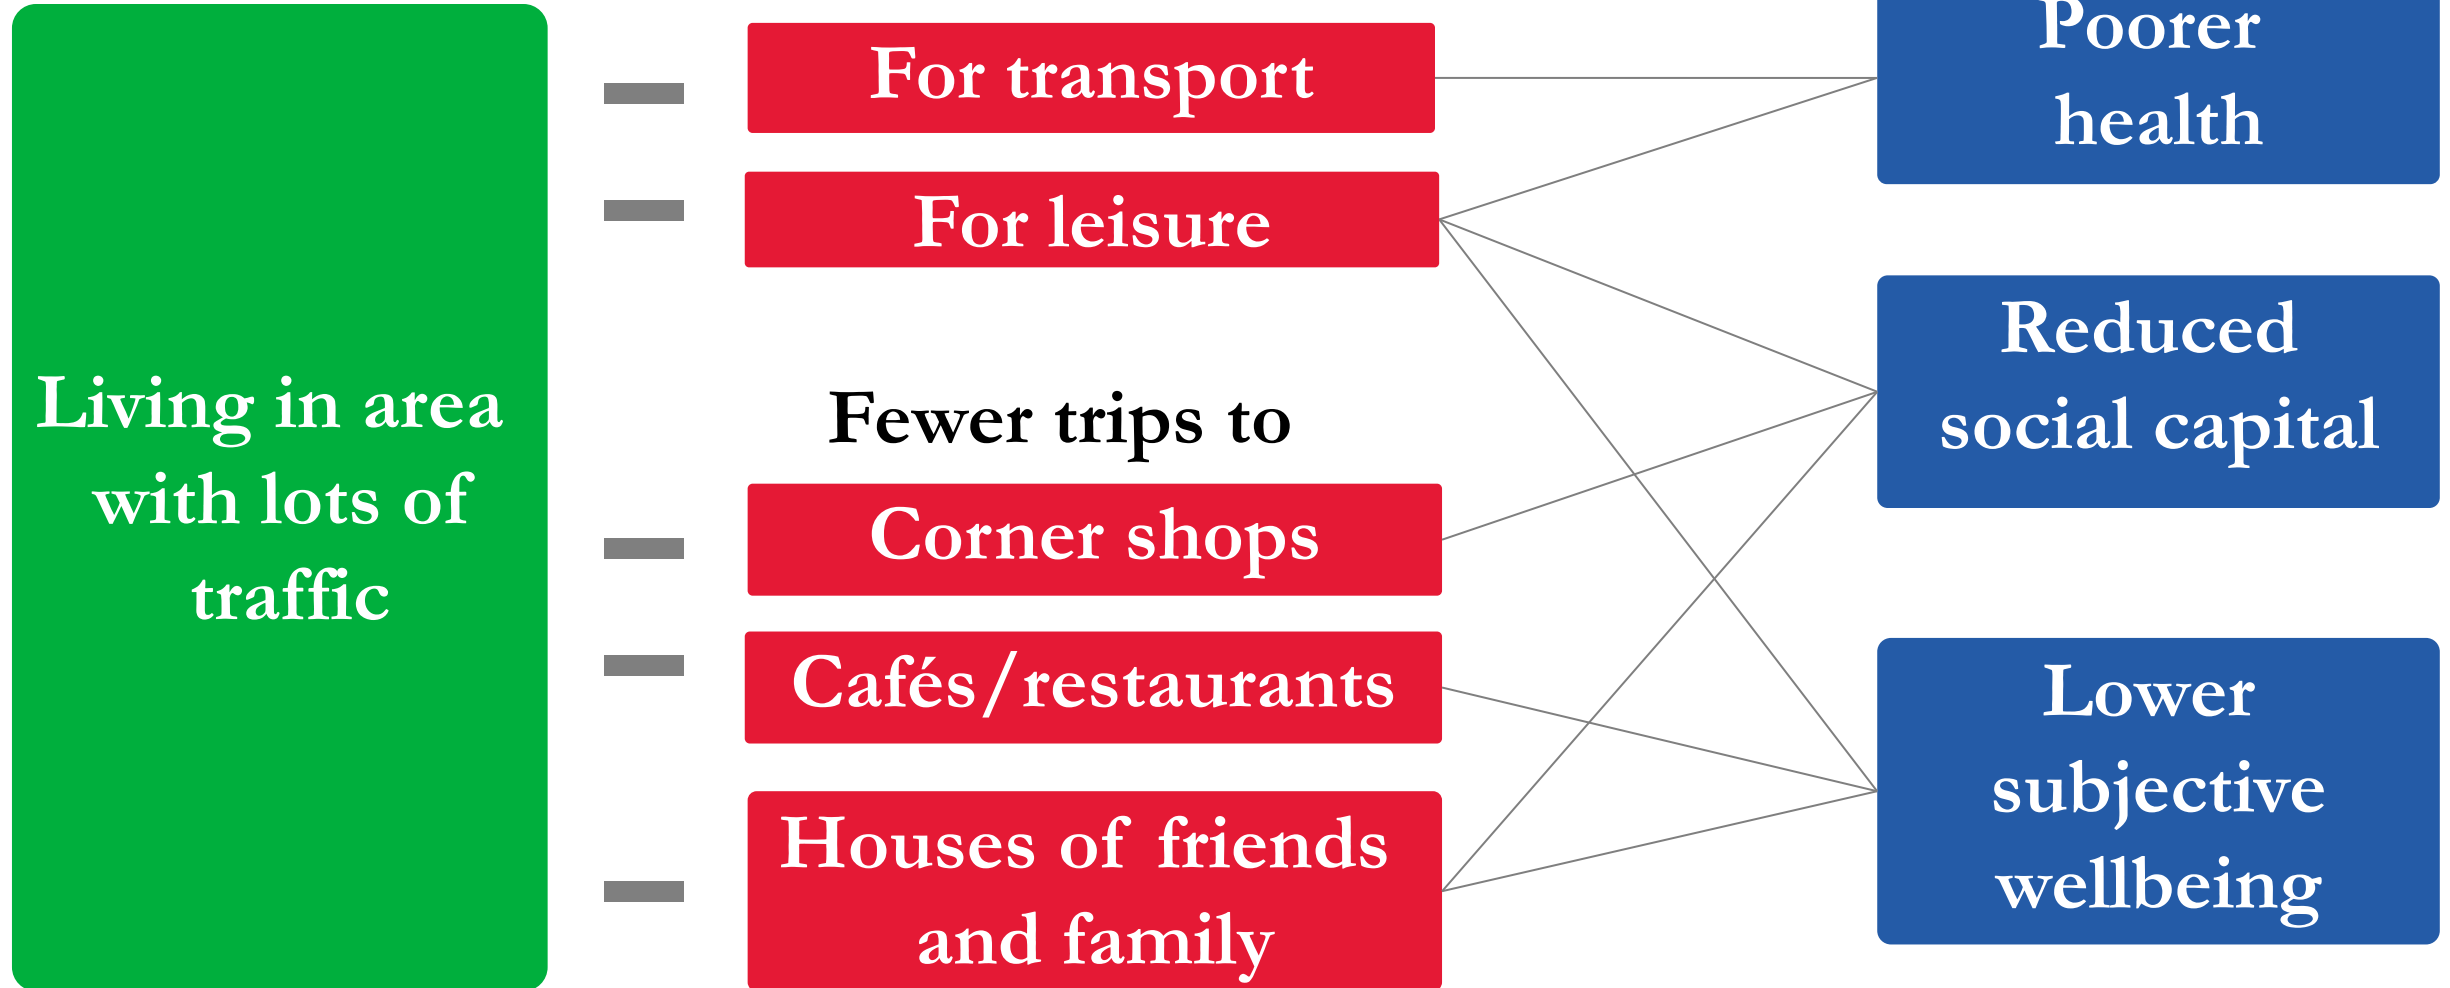 Living in area
with lots of
traffic
For transport
For leisure
Fewer trips to
Corner shops
Cafés/restaurants
Houses of friends
and family
Poorer
health
Reduced
social capital
Lower
subjective
wellbeing